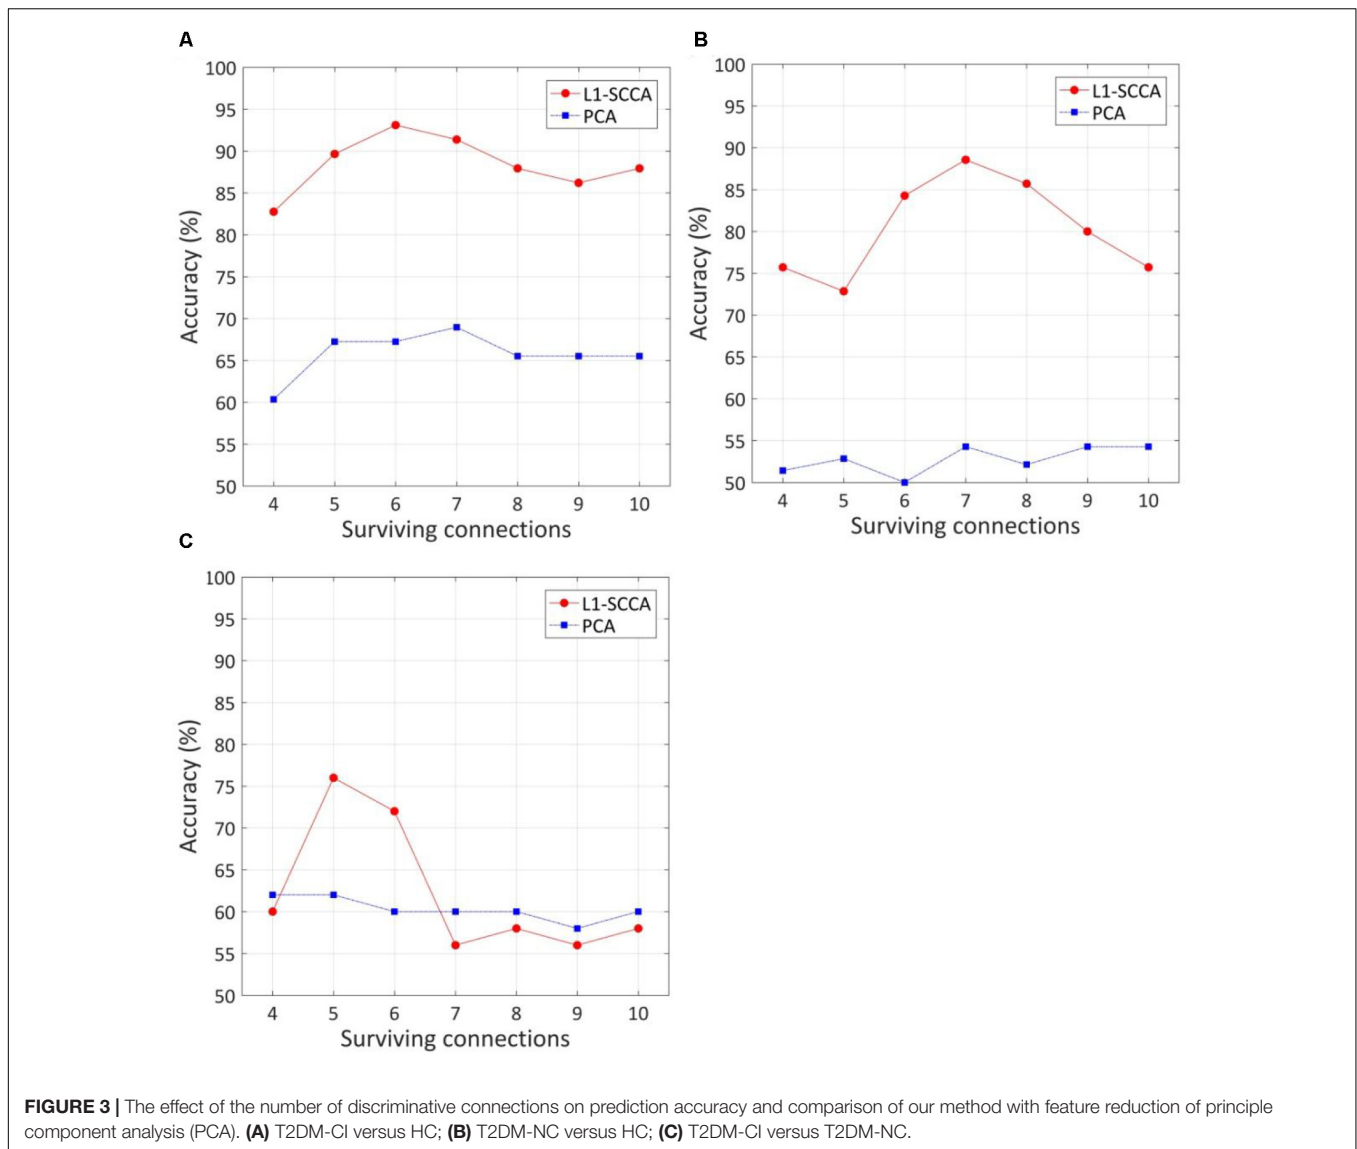 A
100
95
90
85
80
75
70
65
60
55
50
Accuracy (%)
4 5 6 7 8 9 10
Surviving connections
L1-SCCA
PCA
B
100
95
90
85
80
75
70
65
60
55
50
Accuracy (%)
4 5 6 7 8 9 10
Surviving connections
L1-SCCA
PCA
C
100
95
90
85
80
75
70
65
60
55
50
Accuracy (%)
4 5 6 7 8 9 10
Surviving connections
L1-SCCA
PCA
FIGURE 3 | The effect of the number of discriminative connections on prediction accuracy and comparison of our method with feature reduction of principle
component analysis (PCA). (A) T2DM-CI versus HC; (B) T2DM-NC versus HC; (C) T2DM-CI versus T2DM-NC.